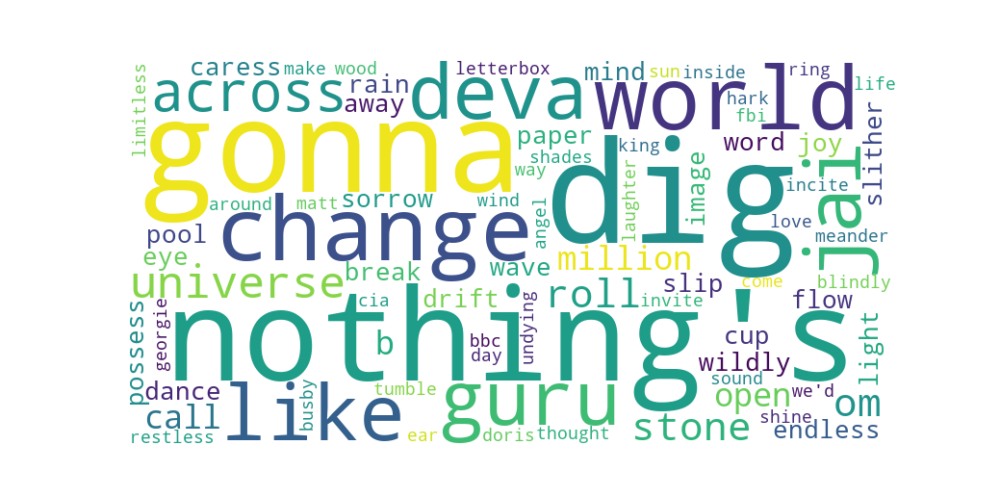 limitless
caress
make
wood
letterbox
mind
sun
inside
ring
life
across
rain
away
deva
world
hark
fbi
slither
gonna
paper
shades
way
king
word
joy
dig
image
laughter
incite
jai
love
meander
around
matt
sorrow
wind
angel
change
pool
eye
universe
break
wave
million
slip
come
blindly
flow
possess
georgie
nothing's
cia
drift
roll
invite
b
bbc
day
undying
cup
wildly
light
sound
we'd
dance
busby
tumble
guru
open
om
call
like
stone
shine
endless
restless
ear
doris
thought